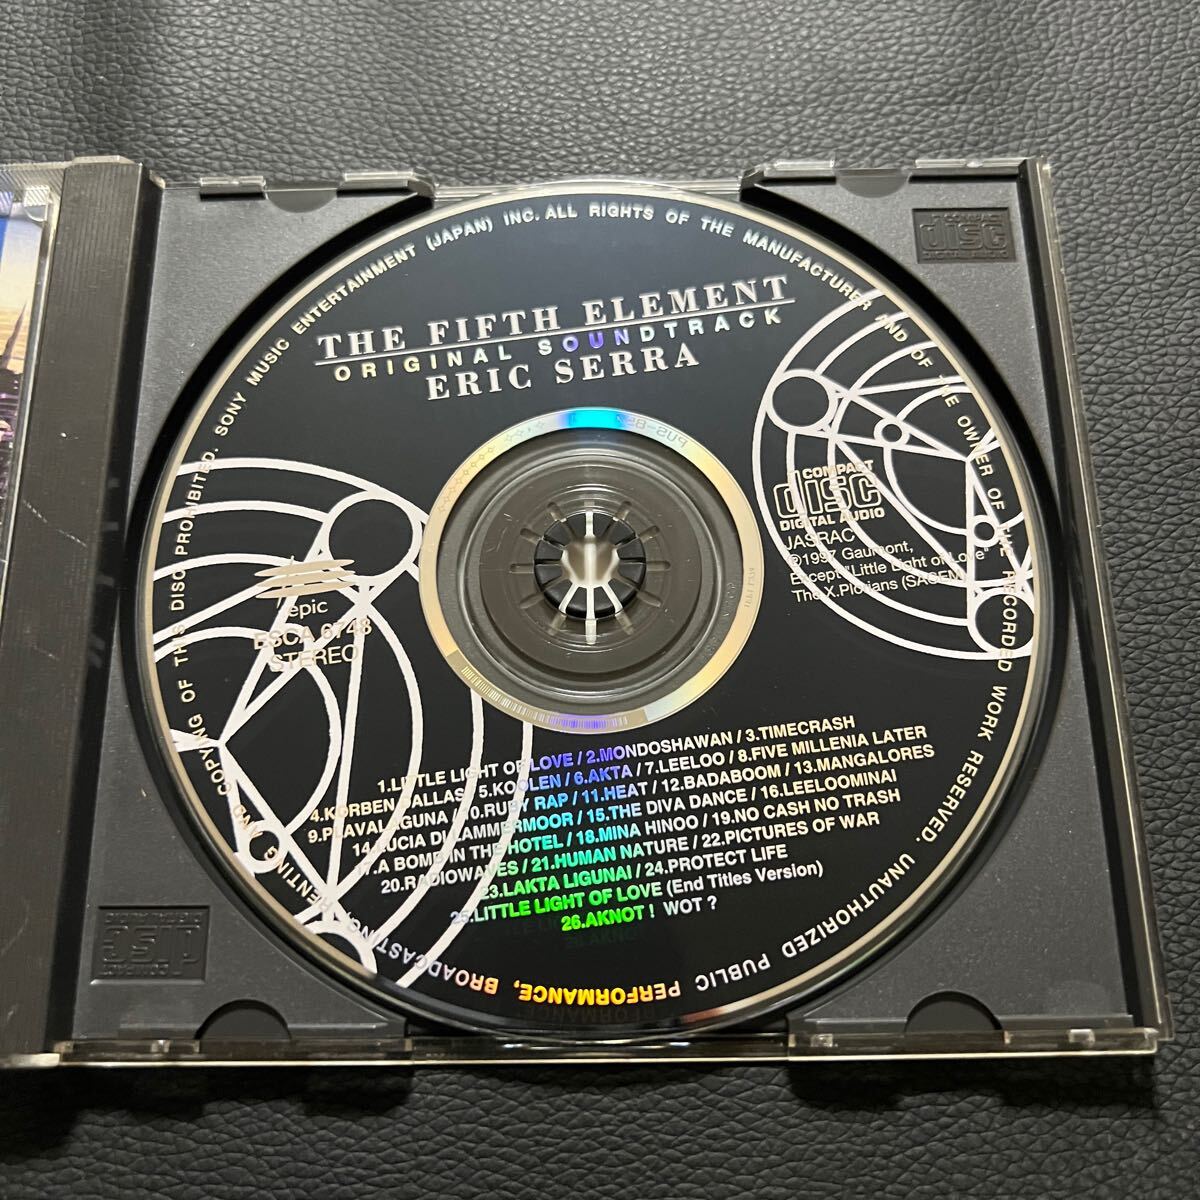 THE FIFTH ELEMENT
ORIGINAL SOUNDTRACK
ERIC SERRA
SONY MUSIC ENTERTAINMENT (JAPAN) INC. ALL RIGHTS OF THE MANUFACTURER AND OF THE OWNER OF THE RECORDED WORK RESERVED. UNAUTHORIZED PUBLIC PERFORMANCE, BROADCASTING, RENTING AND COPYING OF THIS DISC PROHIBITED.
epic
ESCA 6748
STEREO
COMPACT
disc
DIGITAL AUDIO
JASRAC
℗1997 Gaumont,
Except "Little Light of Love"
The X.Plorians (SACEM)
1.LITTLE LIGHT OF LOVE / 2.MONDOSHAWAN / 3.TIMECRASH
4.KORBEN DALLAS / 5.KOOLEN / 6.AKTA / 7.LEELOO / 8.FIVE MILLENIA LATER
9.PLAVALAGUNA / 10.RUBY RAP / 11.HEAT / 12.BADABOOM / 13.MANGALORES
14.LUCIA DI LAMMERMOOR / 15.THE DIVA DANCE / 16.LEELOOMINAI
17.A BOMB IN THE HOTEL / 18.MINA HINOO / 19.NO CASH NO TRASH
20.RADIOWAVES / 21.HUMAN NATURE / 22.PICTURES OF WAR
23.LAKTA LIGUNAI / 24.PROTECT LIFE
25.LITTLE LIGHT OF LOVE (End Titles Version)
26.AKNOT ! WOT ?
COMPACT
disc